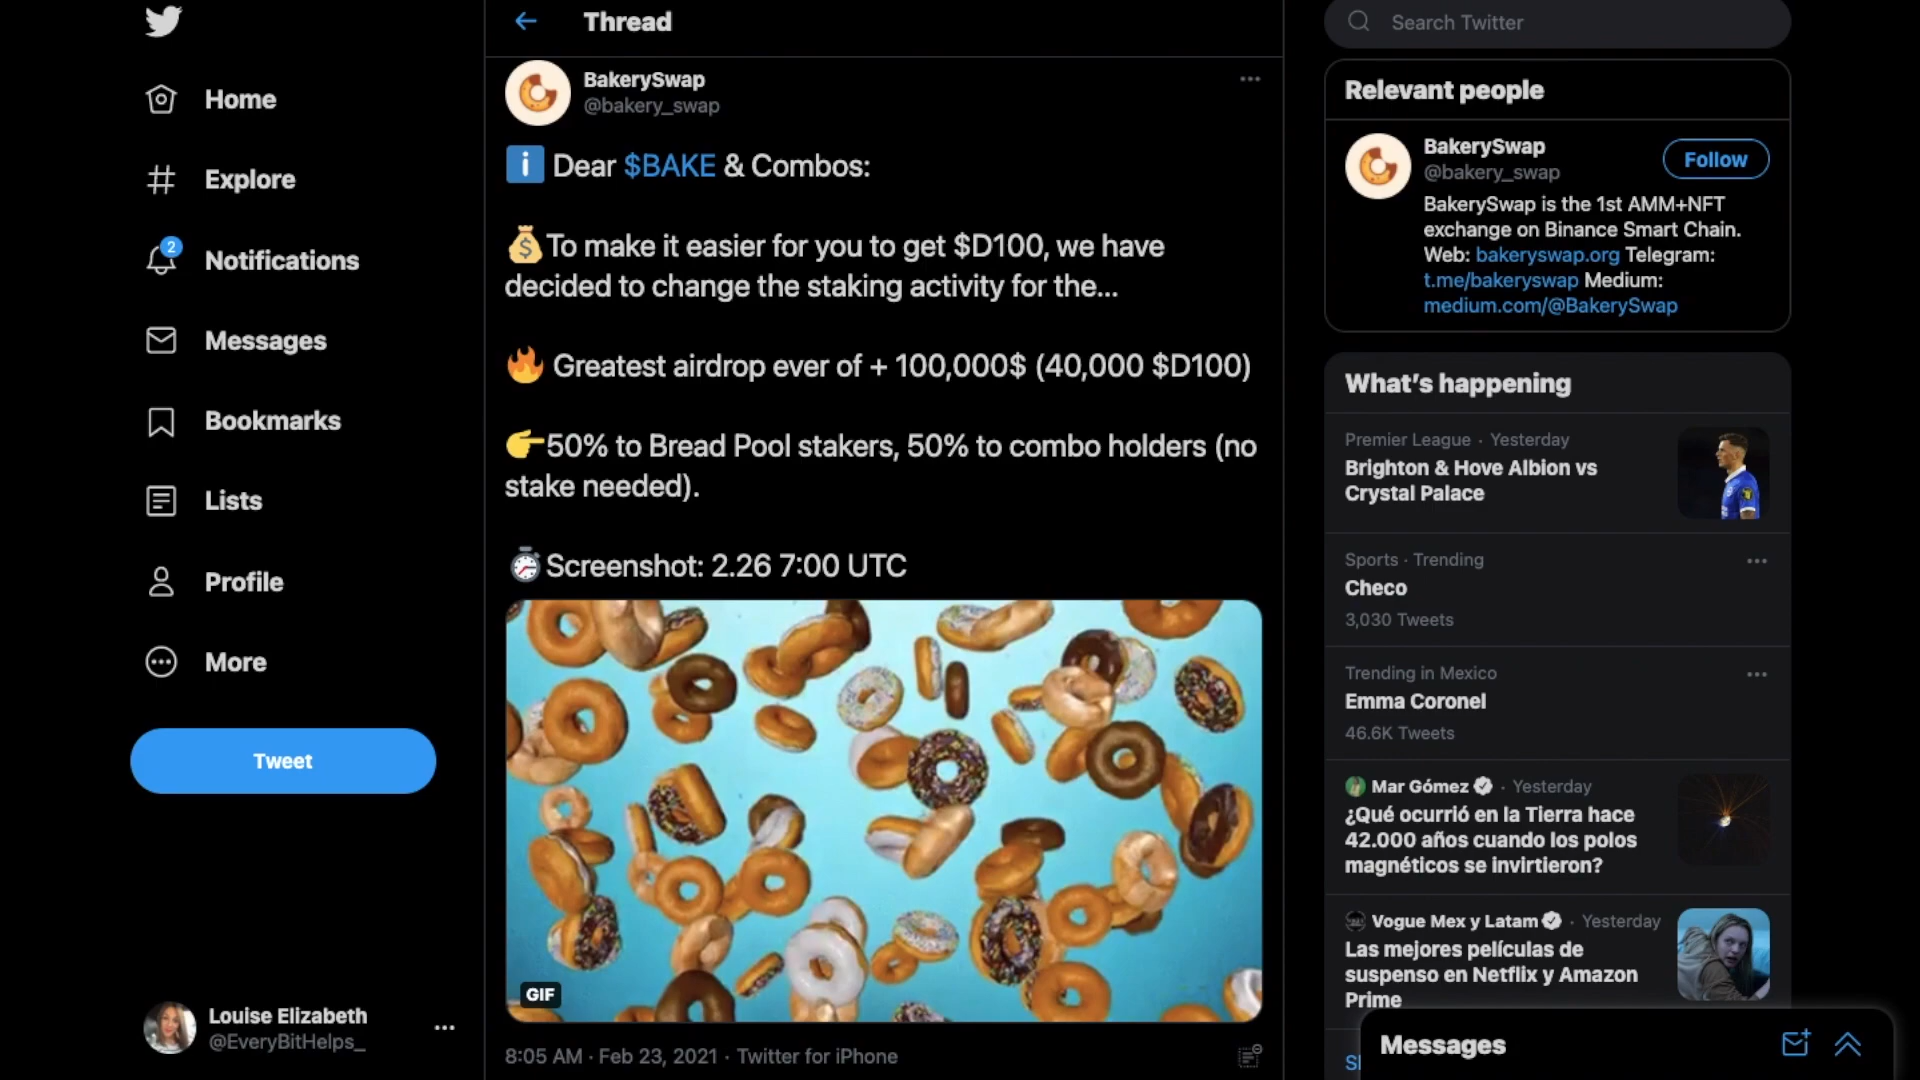 Home
Explore
2
Notifications
Messages
Bookmarks
Lists
Profile
More
Tweet
Louise Elizabeth
@EveryBitHelps_
Thread
BakerySwap
@bakery_swap
Dear $BAKE & Combos:
To make it easier for you to get $D100, we have
decided to change the staking activity for the...
Greatest airdrop ever of + 100,000$ (40,000 $D100)
50% to Bread Pool stakers, 50% to combo holders (no
stake needed).
Screenshot: 2.26 7:00 UTC
GIF
8:05 AM · Feb 23, 2021 · Twitter for iPhone
Search Twitter
Relevant people
BakerySwap
@bakery_swap
Follow
BakerySwap is the 1st AMM+NFT
exchange on Binance Smart Chain.
Web: bakeryswap.org Telegram:
t.me/bakeryswap Medium:
medium.com/@BakerySwap
What's happening
Premier League · Yesterday
Brighton & Hove Albion vs
Crystal Palace
Sports · Trending
Checo
3,030 Tweets
Trending in Mexico
Emma Coronel
46.6K Tweets
Mar Gómez · Yesterday
¿Qué ocurrió en la Tierra hace
42.000 años cuando los polos
magnéticos se invirtieron?
Vogue Mex y Latam · Yesterday
Las mejores películas de
suspenso en Netflix y Amazon
Prime
Messages